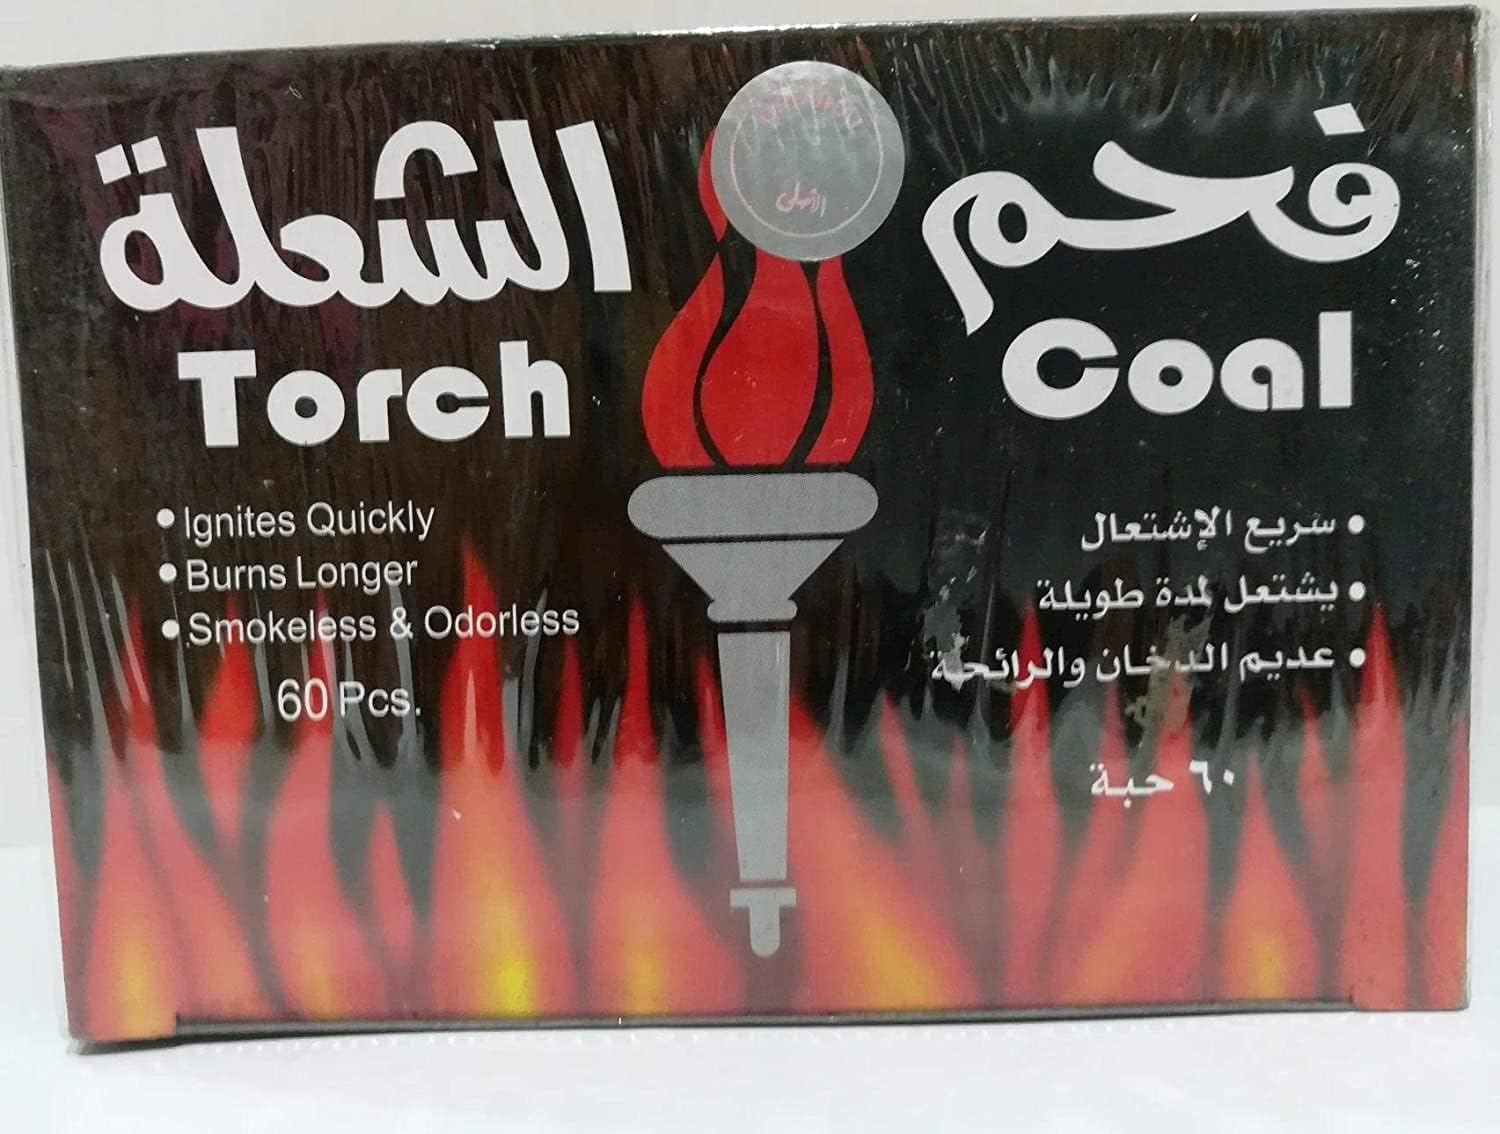 فحم الشعلة
Torch Coal
• Ignites Quickly
• Burns Longer
• Smokeless & Odorless
60 Pcs.
• سريع الإشتعال
• يشتعل لمدة طويلة
• عديم الدخان والرائحة
٦٠ حبة
الأصلي